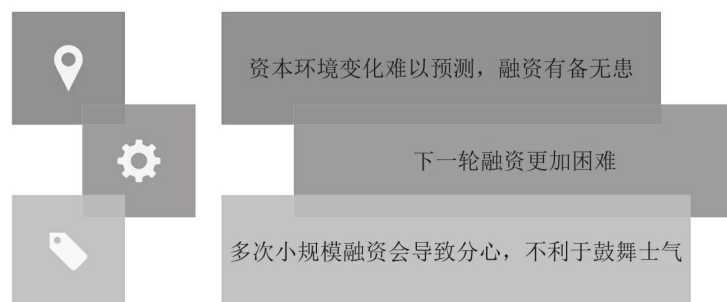 资本环境变化难以预测，融资有备无患
下一轮融资更加困难
多次小规模融资会导致分心，不利于鼓舞士气